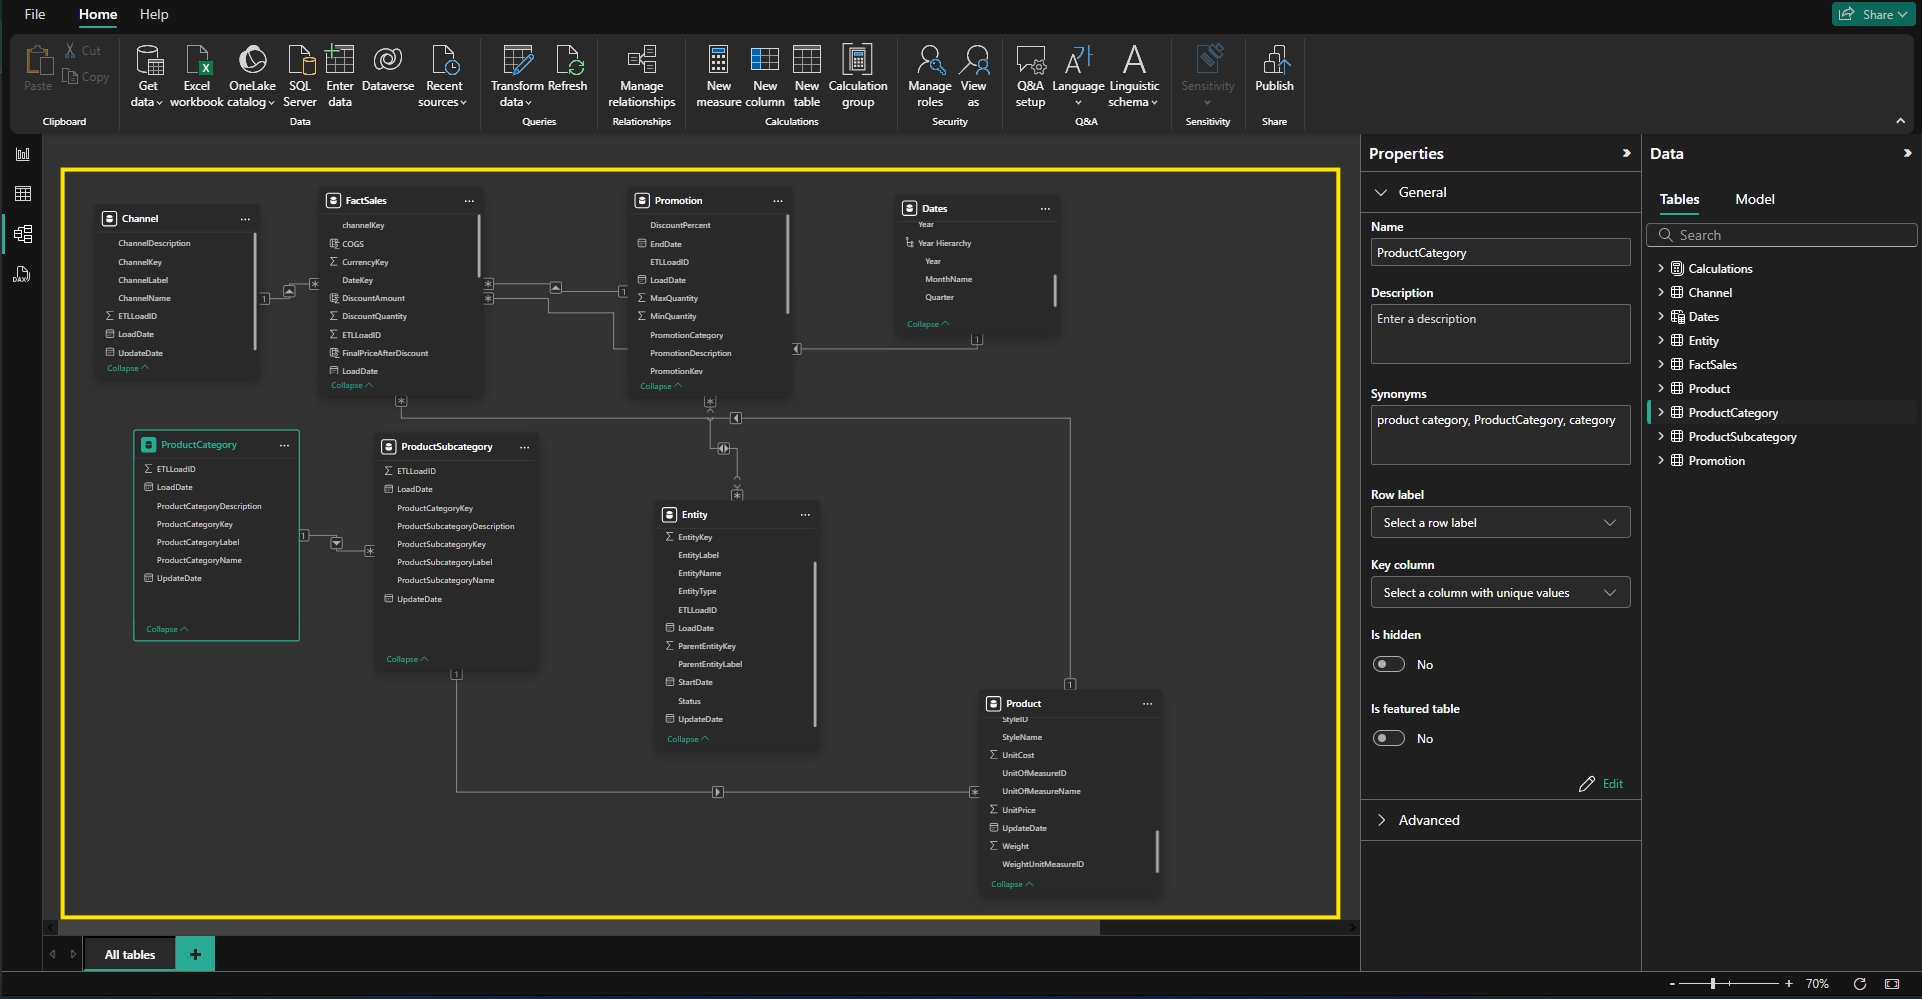 File Home Help Share
Paste Cut Copy
Clipboard
Get data
Excel workbook
OneLake catalog
SQL Server
Enter data
Dataverse
Recent sources
Data
Transform data
Refresh
Queries
Manage relationships
Relationships
New measure
New column
New table
Calculation group
Calculations
Manage roles
View as
Security
Q&A setup
Language
Linguistic schema
Q&A
Sensitivity
Sensitivity
Publish
Share
DAX
Channel
ChannelDescription
ChannelKey
ChannelLabel
ChannelName
ETLLoadID
LoadDate
UpdateDate
Collapse
FactSales
channelKey
COGS
CurrencyKey
DateKey
DiscountAmount
DiscountQuantity
ETLLoadID
FinalPriceAfterDiscount
LoadDate
Collapse
Promotion
DiscountPercent
EndDate
ETLLoadID
LoadDate
MaxQuantity
MinQuantity
PromotionCategory
PromotionDescription
PromotionKey
Collapse
Dates
Year
Year Hierarchy
Year
MonthName
Quarter
Collapse
ProductCategory
ETLLoadID
LoadDate
ProductCategoryDescription
ProductCategoryKey
ProductCategoryLabel
ProductCategoryName
UpdateDate
Collapse
ProductSubcategory
ETLLoadID
LoadDate
ProductCategoryKey
ProductSubcategoryDescription
ProductSubcategoryKey
ProductSubcategoryLabel
ProductSubcategoryName
UpdateDate
Collapse
Entity
EntityKey
EntityLabel
EntityName
EntityType
ETLLoadID
LoadDate
ParentEntityKey
ParentEntityLabel
StartDate
Status
UpdateDate
Collapse
Product
StyleID
StyleName
UnitCost
UnitOfMeasureID
UnitOfMeasureName
UnitPrice
UpdateDate
Weight
WeightUnitMeasureID
Collapse
1 * * * 1 1
1 * * * *
1 1 *
All tables +
Properties
General
Name
ProductCategory
Description
Enter a description
Synonyms
product category, ProductCategory, category
Row label
Select a row label
Key column
Select a column with unique values
Is hidden
No
Is featured table
No
Edit
Advanced
Data
Tables Model
Search
Calculations
Channel
Dates
Entity
FactSales
Product
ProductCategory
ProductSubcategory
Promotion
- + 70%